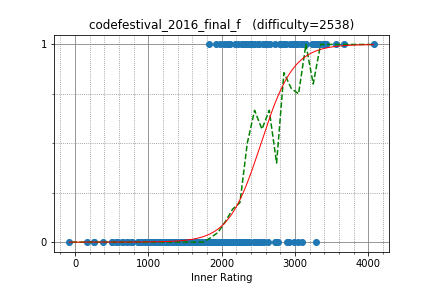 codefestival_2016_final_f (difficulty=2538)
1
0
0 1000 2000 3000 4000
Inner Rating